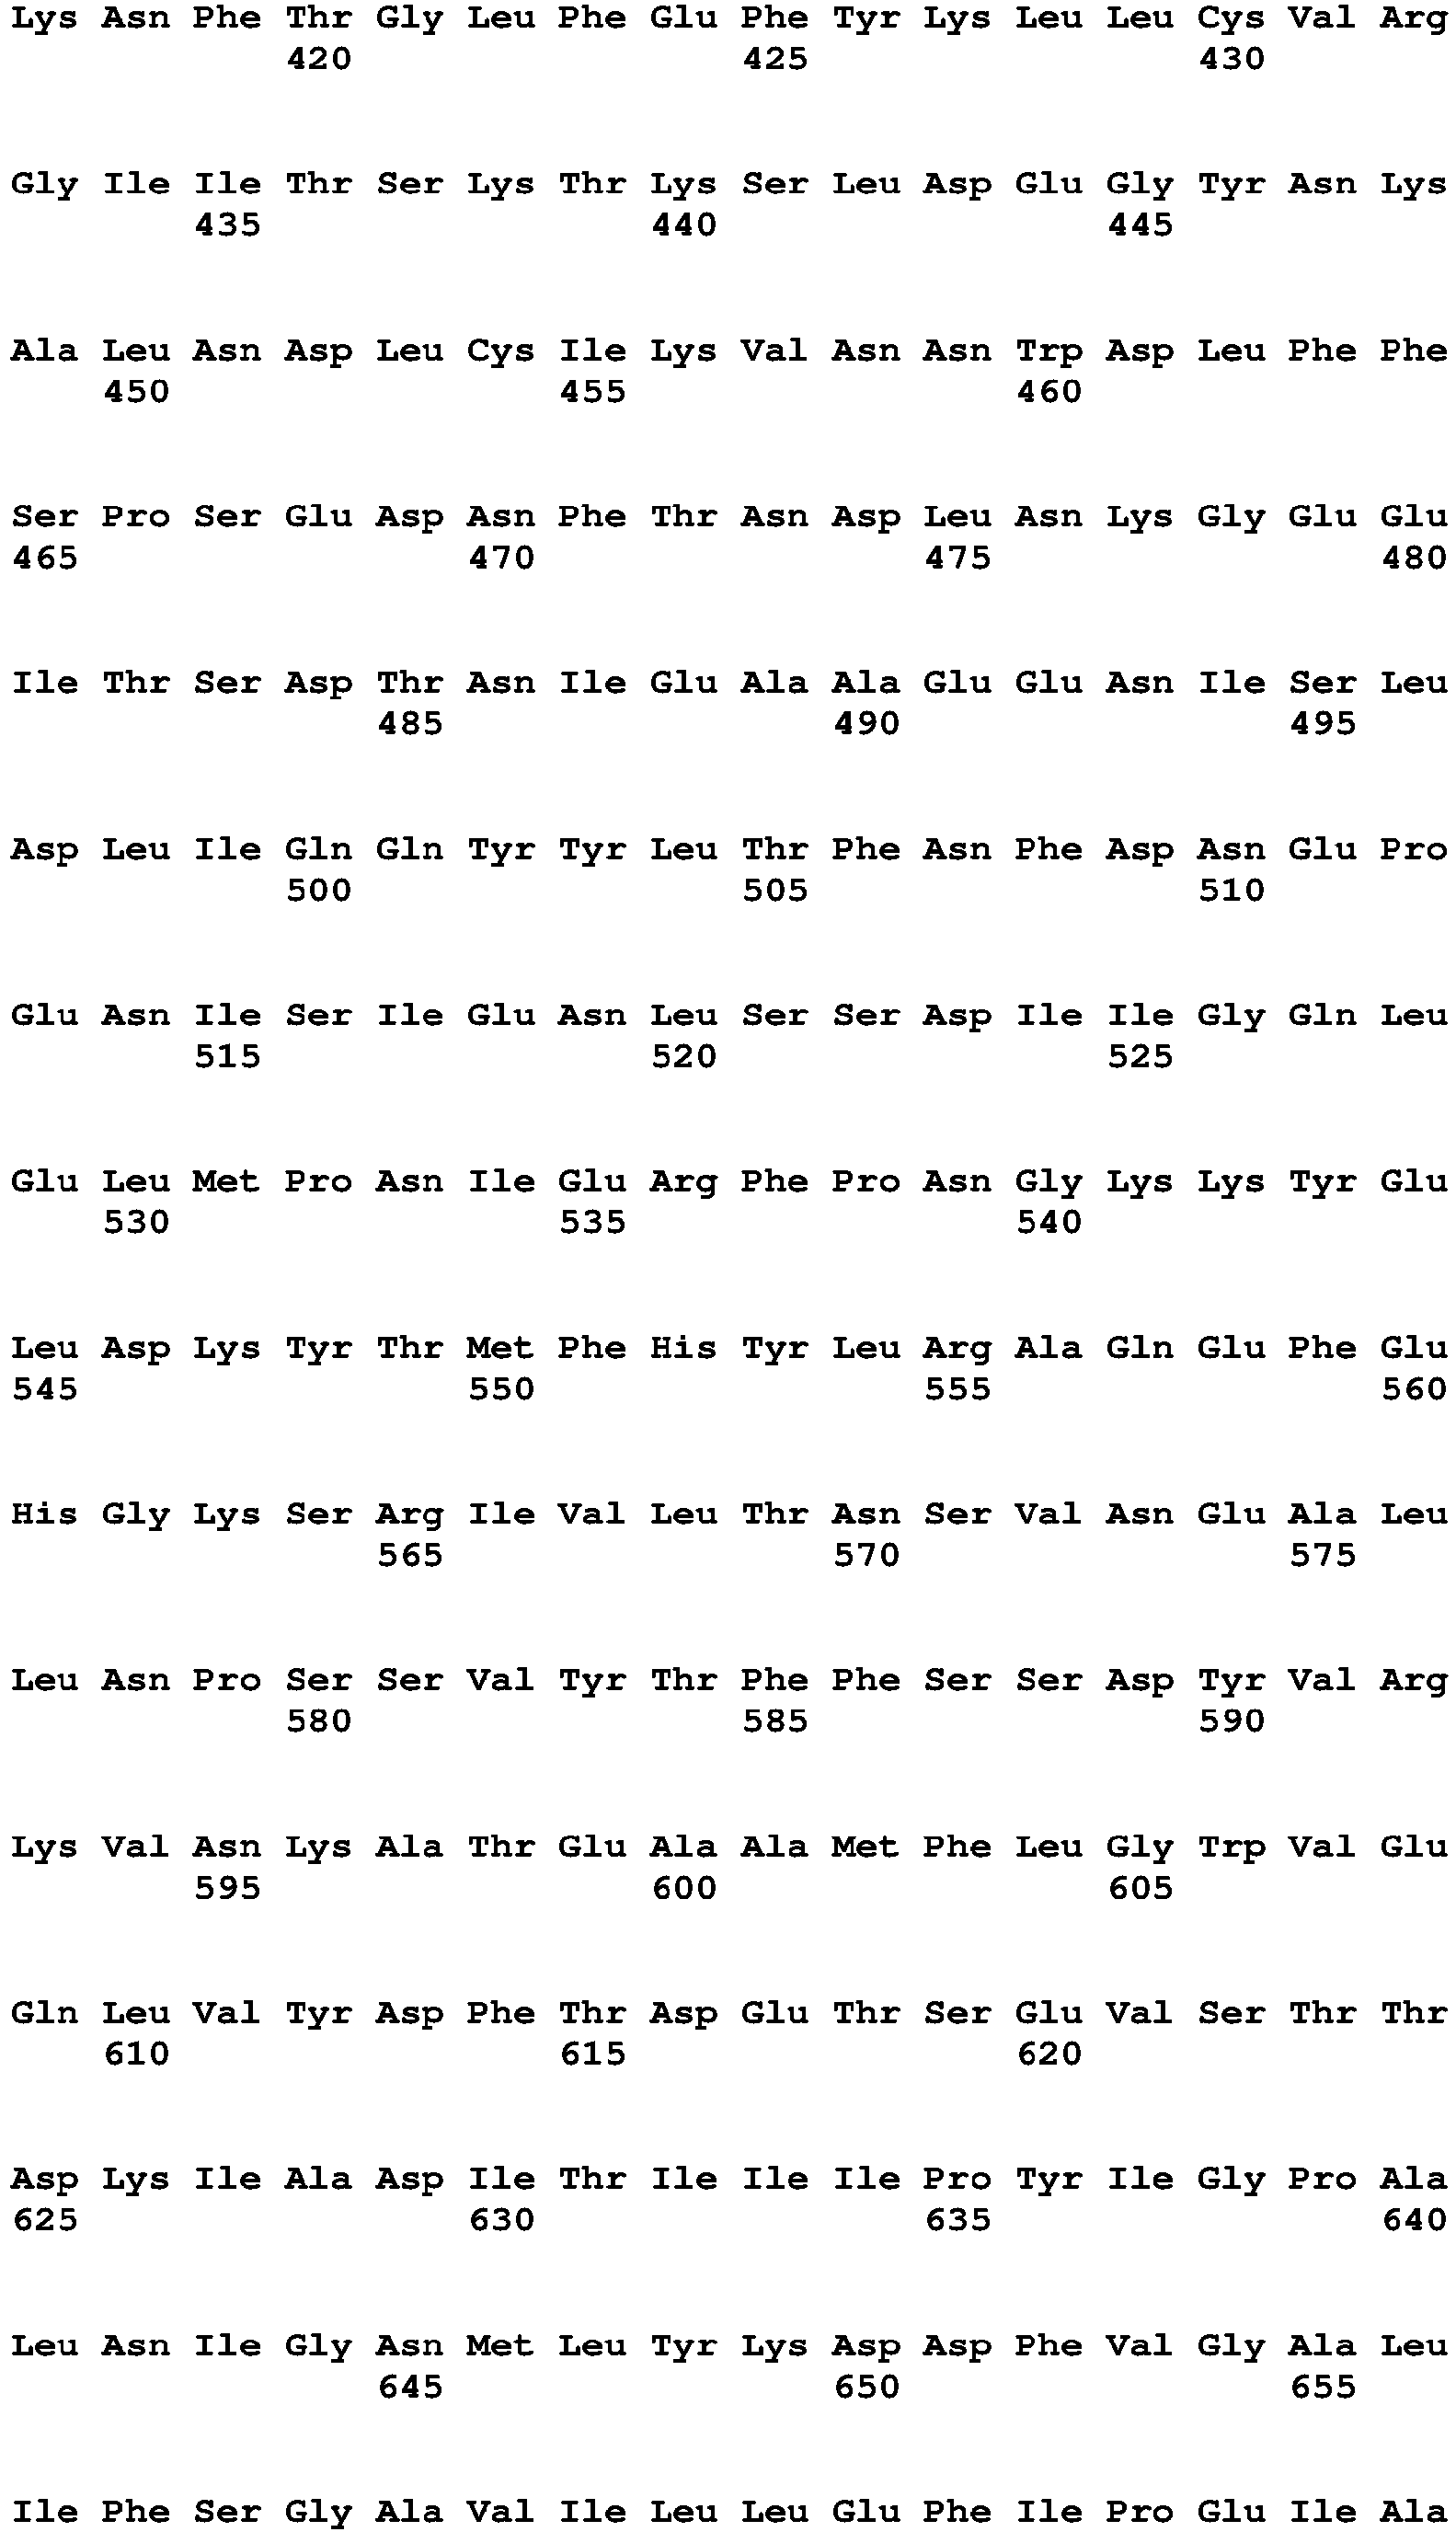 Lys Asn Phe Thr Gly Leu Phe Glu Phe Tyr Lys Leu Leu Cys Val Arg
420 425 430
Gly Ile Ile Thr Ser Lys Thr Lys Ser Leu Asp Glu Gly Tyr Asn Lys
435 440 445
Ala Leu Asn Asp Leu Cys Ile Lys Val Asn Asn Trp Asp Leu Phe Phe
450 455 460
Ser Pro Ser Glu Asp Asn Phe Thr Asn Asp Leu Asn Lys Gly Glu Glu
465 470 475 480
Ile Thr Ser Asp Thr Asn Ile Glu Ala Ala Glu Glu Asn Ile Ser Leu
485 490 495
Asp Leu Ile Gln Gln Tyr Tyr Leu Thr Phe Asn Phe Asp Asn Glu Pro
500 505 510
Glu Asn Ile Ser Ile Glu Asn Leu Ser Ser Asp Ile Ile Gly Gln Leu
515 520 525
Glu Leu Met Pro Asn Ile Glu Arg Phe Pro Asn Gly Lys Lys Tyr Glu
530 535 540
Leu Asp Lys Tyr Thr Met Phe His Tyr Leu Arg Ala Gln Glu Phe Glu
545 550 555 560
His Gly Lys Ser Arg Ile Val Leu Thr Asn Ser Val Asn Glu Ala Leu
565 570 575
Leu Asn Pro Ser Ser Val Tyr Thr Phe Phe Ser Ser Asp Tyr Val Arg
580 585 590
Lys Val Asn Lys Ala Thr Glu Ala Ala Met Phe Leu Gly Trp Val Glu
595 600 605
Gln Leu Val Tyr Asp Phe Thr Asp Glu Thr Ser Glu Val Ser Thr Thr
610 615 620
Asp Lys Ile Ala Asp Ile Thr Ile Ile Ile Pro Tyr Ile Gly Pro Ala
625 630 635 640
Leu Asn Ile Gly Asn Met Leu Tyr Lys Asp Asp Phe Val Gly Ala Leu
645 650 655
Ile Phe Ser Gly Ala Val Ile Leu Leu Glu Phe Ile Pro Glu Ile Ala